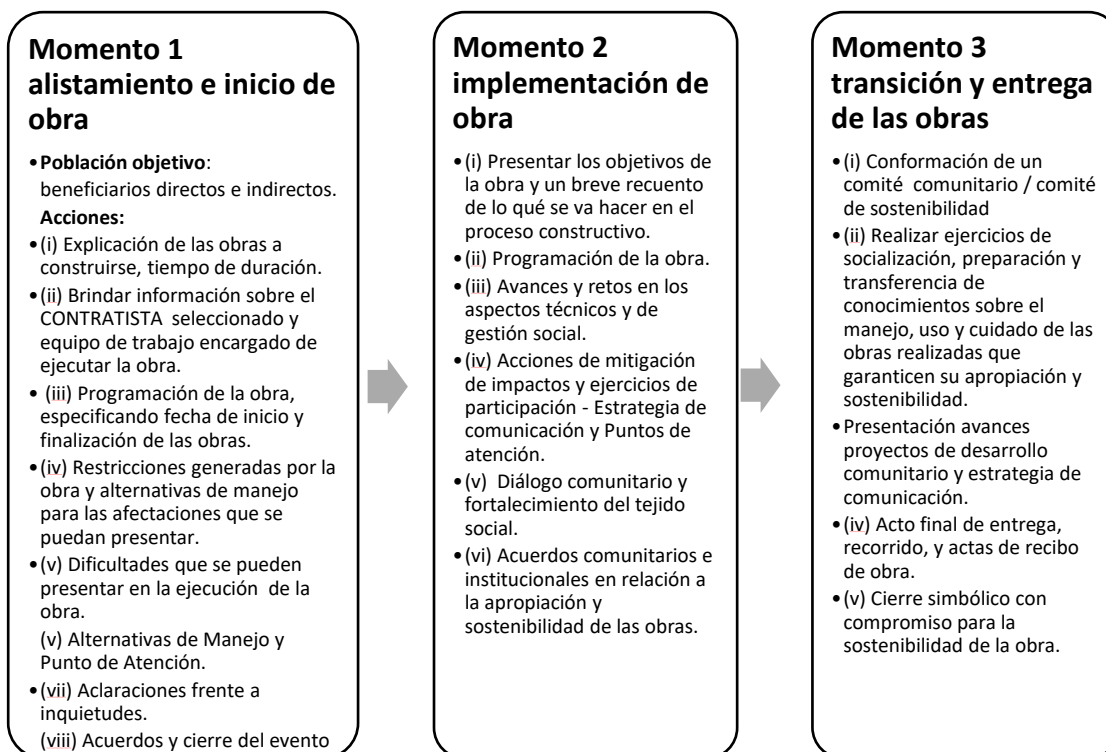 Momento 1
alistamiento e inicio de
obra
•Población objetivo:
beneficiarios directos e indirectos.
Acciones:
•(i) Explicación de las obras a
construirse, tiempo de duración.
•(ii) Brindar información sobre el
CONTRATISTA seleccionado y
equipo de trabajo encargado de
ejecutar la obra.
• (iii) Programación de la obra,
especificando fecha de inicio y
finalización de las obras.
•(iv) Restricciones generadas por la
obra y alternativas de manejo
para las afectaciones que se
puedan presentar.
•(v) Dificultades que se pueden
presentar en la ejecución de la
obra.
(v) Alternativas de Manejo y
Punto de Atención.
•(vii) Aclaraciones frente a
inquietudes.
(viii) Acuerdos y cierre del evento
Momento 2
implementación de
obra
•(i) Presentar los objetivos de
la obra y un breve recuento
de lo qué se va hacer en el
proceso constructivo.
•(ii) Programación de la obra.
•(iii) Avances y retos en los
aspectos técnicos y de
gestión social.
•(iv) Acciones de mitigación
de impactos y ejercicios de
participación - Estrategia de
comunicación y Puntos de
atención.
•(v) Diálogo comunitario y
fortalecimiento del tejido
social.
•(vi) Acuerdos comunitarios e
institucionales en relación a
la apropiación y
sostenibilidad de las obras.
Momento 3
transición y entrega
de las obras
•(i) Conformación de un
comité comunitario / comité
de sostenibilidad
•(ii) Realizar ejercicios de
socialización, preparación y
transferencia de
conocimientos sobre el
manejo, uso y cuidado de las
obras realizadas que
garanticen su apropiación y
sostenibilidad.
•Presentación avances
proyectos de desarrollo
comunitario y estrategia de
comunicación.
•(iv) Acto final de entrega,
recorrido, y actas de recibo
de obra.
•(v) Cierre simbólico con
compromiso para la
sostenibilidad de la obra.